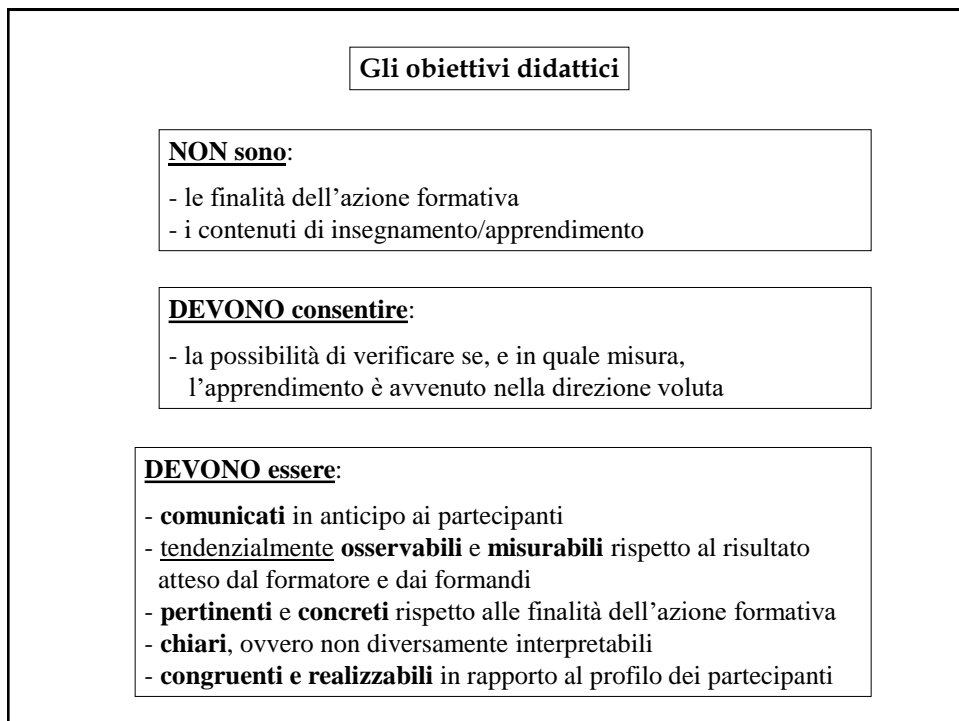 Gli obiettivi didattici
NON sono:
- le finalità dell’azione formativa
- i contenuti di insegnamento/apprendimento
DEVONO consentire:
- la possibilità di verificare se, e in quale misura,
l’apprendimento è avvenuto nella direzione voluta
DEVONO essere:
- comunicati in anticipo ai partecipanti
- tendenzialmente osservabili e misurabili rispetto al risultato
atteso dal formatore e dai formandi
- pertinenti e concreti rispetto alle finalità dell’azione formativa
- chiari, ovvero non diversamente interpretabili
- congruenti e realizzabili in rapporto al profilo dei partecipanti